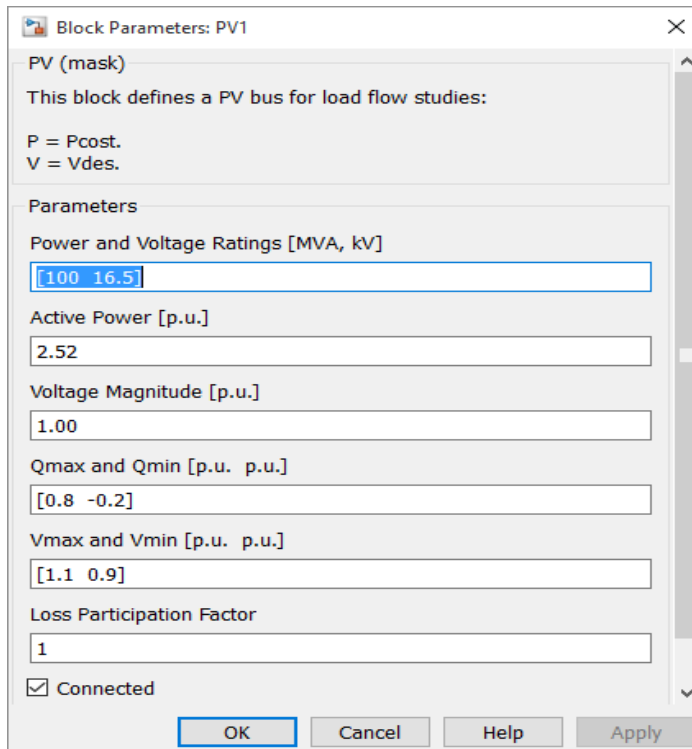 Block Parameters: PV1
PV (mask)
This block defines a PV bus for load flow studies:
P = Pcost.
V = Vdes.
Parameters
Power and Voltage Ratings [MVA, kV]
[100  16.5]
Active Power [p.u.]
2.52
Voltage Magnitude [p.u.]
1.00
Qmax and Qmin [p.u.  p.u.]
[0.8  -0.2]
Vmax and Vmin [p.u.  p.u.]
[1.1  0.9]
Loss Participation Factor
1
Connected
OK Cancel Help Apply